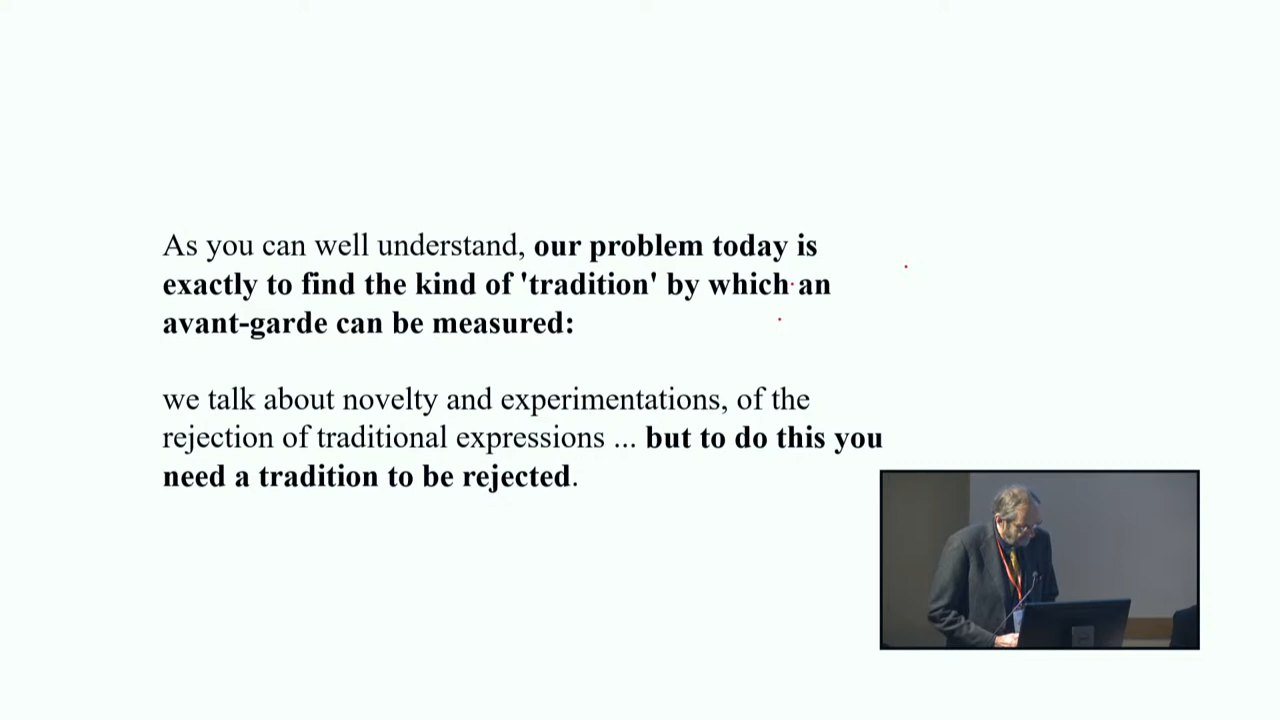 As you can well understand, our problem today is
exactly to find the kind of 'tradition' by which an
avant-garde can be measured:
we talk about novelty and experimentations, of the
rejection of traditional expressions ... but to do this you
need a tradition to be rejected.